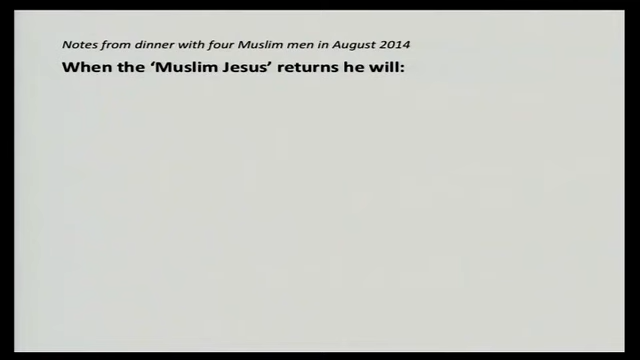 Notes from dinner with four Muslim men in August 2014
When the ‘Muslim Jesus’ returns he will: